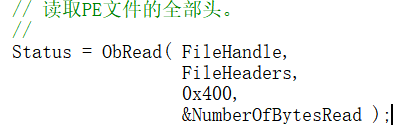 // 读取PE文件的全部头。
//
Status = ObRead( FileHandle,
FileHeaders,
0x400,
&NumberOfBytesRead );